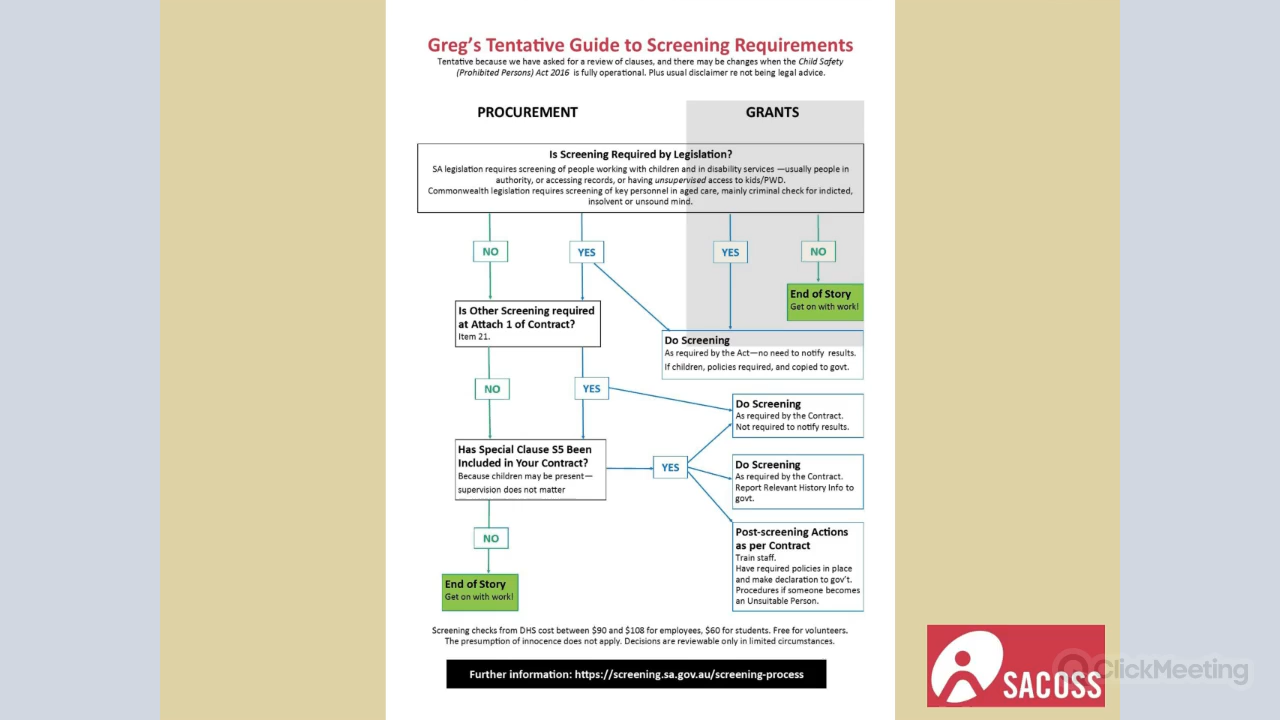 Greg's Tentative Guide to Screening Requirements
Tentative because we have asked for a review of clauses, and there may be changes when the Child Safety
(Prohibited Persons) Act 2016 is fully operational. Plus usual disclaimer re not being legal advice.
PROCUREMENT
GRANTS
Is Screening Required by Legislation?
SA legislation requires screening of people working with children and in disability services —usually people in
authority, or accessing records, or having unsupervised access to kids/PWD.
Commonwealth legislation requires screening of key personnel in aged care, mainly criminal check for indicted,
insolvent or unsound mind.
NO
YES
YES
NO
End of Story
Get on with work!
Is Other Screening required
at Attach 1 of Contract?
Item 21.
Do Screening
As required by the Act—no need to notify results.
If children, policies required, and copied to govt.
NO
YES
Do Screening
As required by the Contract.
Not required to notify results.
Has Special Clause S5 Been
Included in Your Contract?
Because children may be present—
supervision does not matter
YES
Do Screening
As required by the Contract.
Report Relevant History Info to
govt.
Post-screening Actions
as per Contract
Train staff.
Have required policies in place
and make declaration to gov't.
Procedures if someone becomes
an Unsuitable Person.
NO
End of Story
Get on with work!
Screening checks from DHS cost between $90 and $108 for employees, $60 for students. Free for volunteers.
The presumption of innocence does not apply. Decisions are reviewable only in limited circumstances.
Further information: https://screening.sa.gov.au/screening-process
SACOSS
ClickMeeting